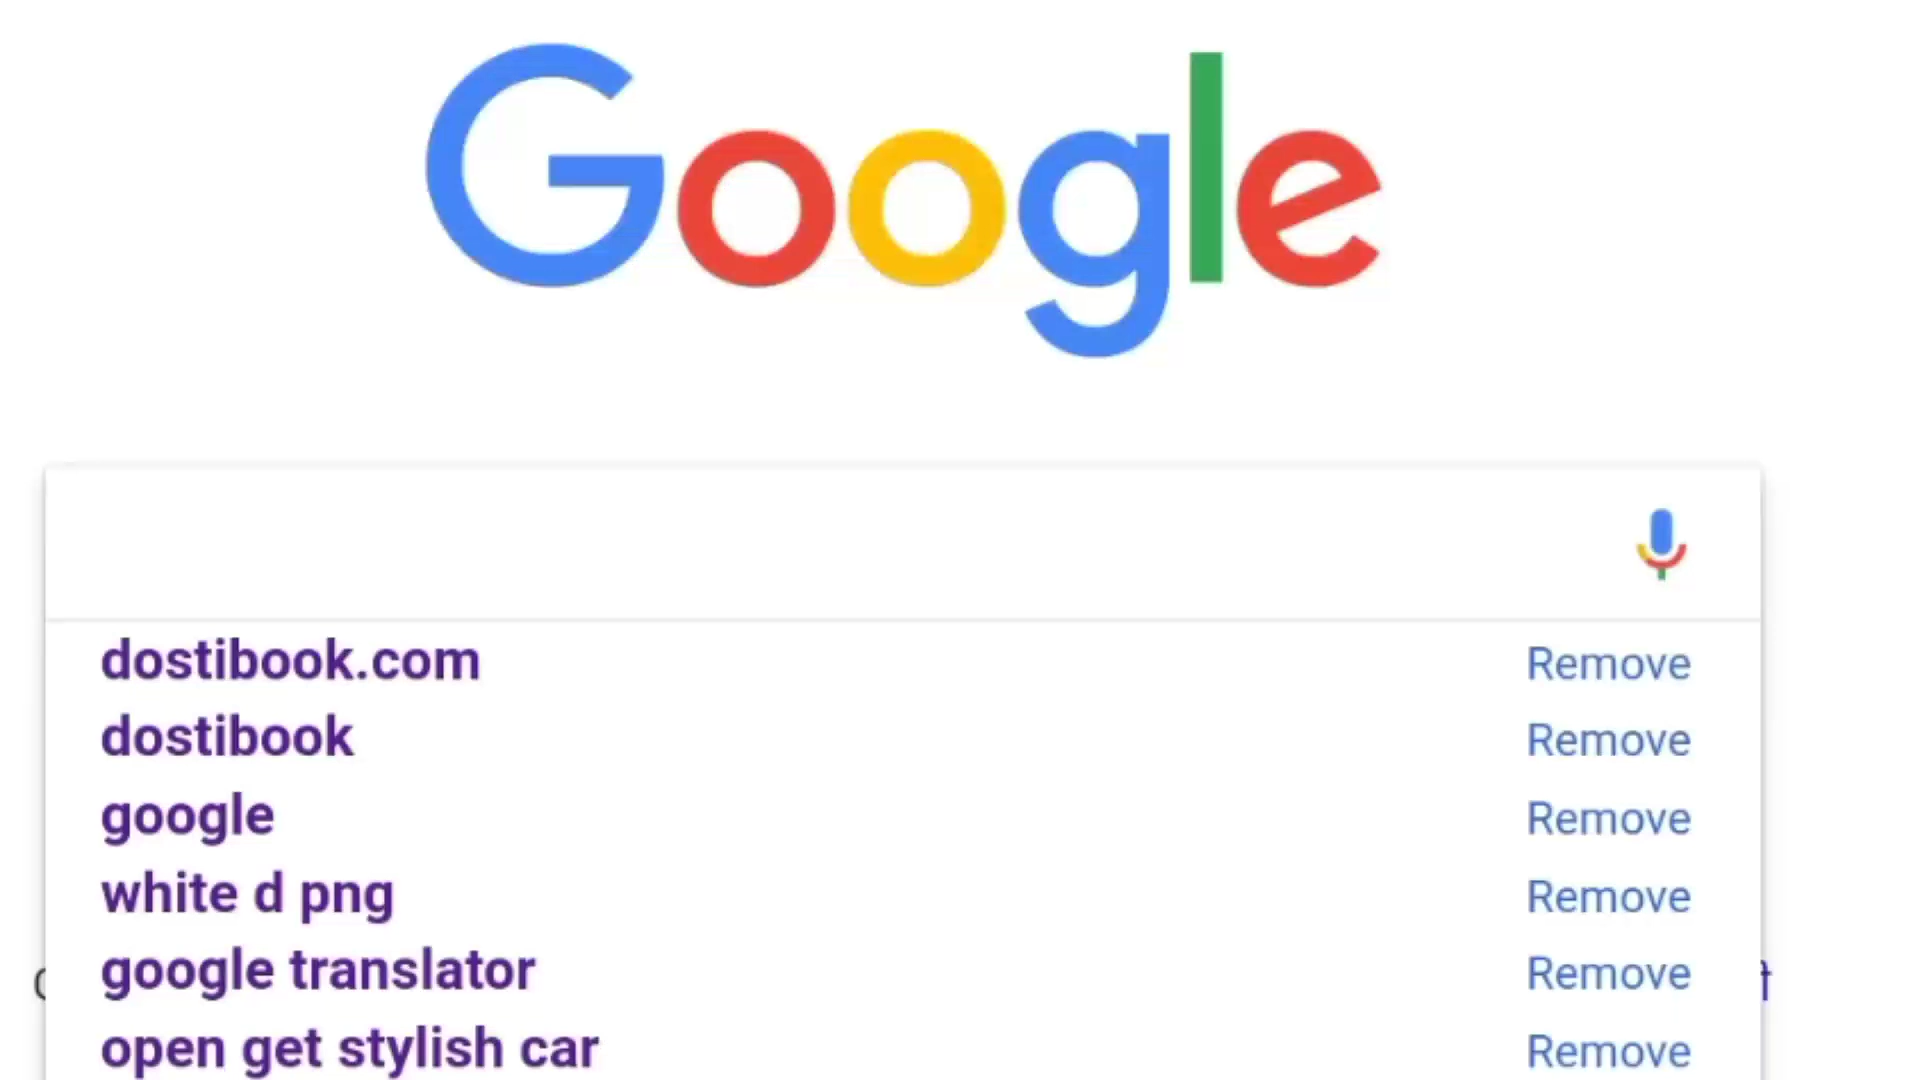 Google
dostibook.com Remove
dostibook Remove
google Remove
white d png Remove
google translator Remove
open get stylish car Remove